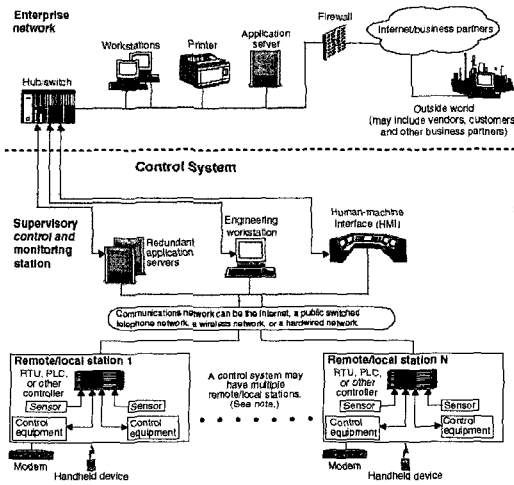 Enterprise
network
Workstations
Printer
Application
server
Firewall
Internet/business partners
Hub/switch
Outside world
(may include vendors, customers
and other business partners)
Control System
Supervisory
control and
monitoring
station
Redundant
application
servers
Engineering
workstation
Human-machine
Interface (HMI)
Communications network can be the Internet, a public switched
telephone network, a wireless network, or a hardwired network
Remote/local station 1
RTU, PLC,
or other
controller
Sensor
Sensor
Control
equipment
Control
equipment
Modem
Handheld device
A control system may
have multiple
remote/local stations.
(See note.)
Remote/local station N
RTU, PLC,
or other
controller
Sensor
Sensor
Control
equipment
Control
equipment
Modem
Handheld device